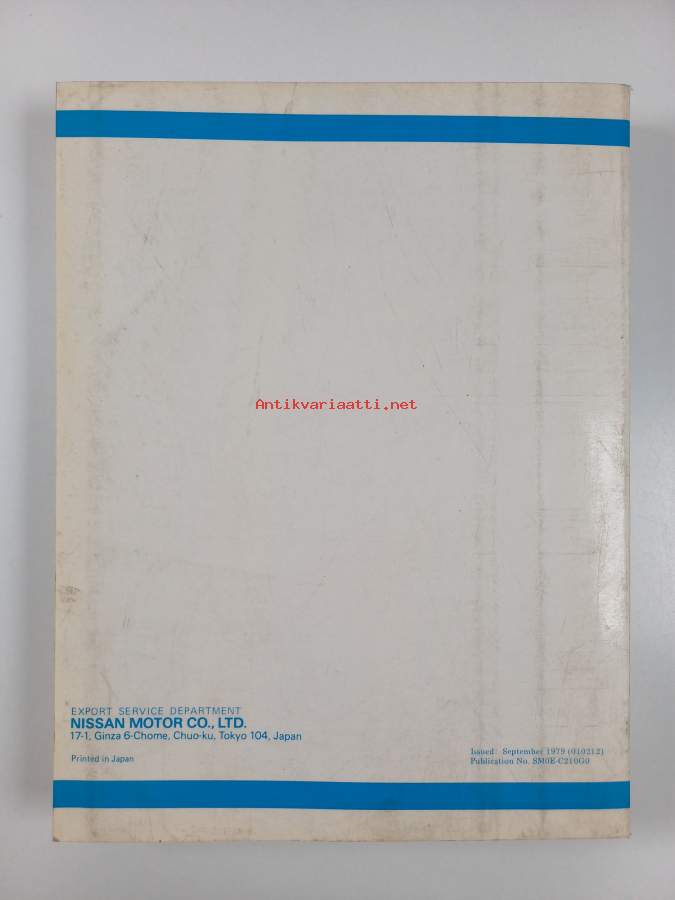 Antikvariaatti.net
EXPORT SERVICE DEPARTMENT
NISSAN MOTOR CO., LTD.
17-1, Ginza 6-Chome, Chuo-ku, Tokyo 104, Japan
Printed in Japan
Issued: September 1979 (010212)
Publication No. SM0E-C210G0